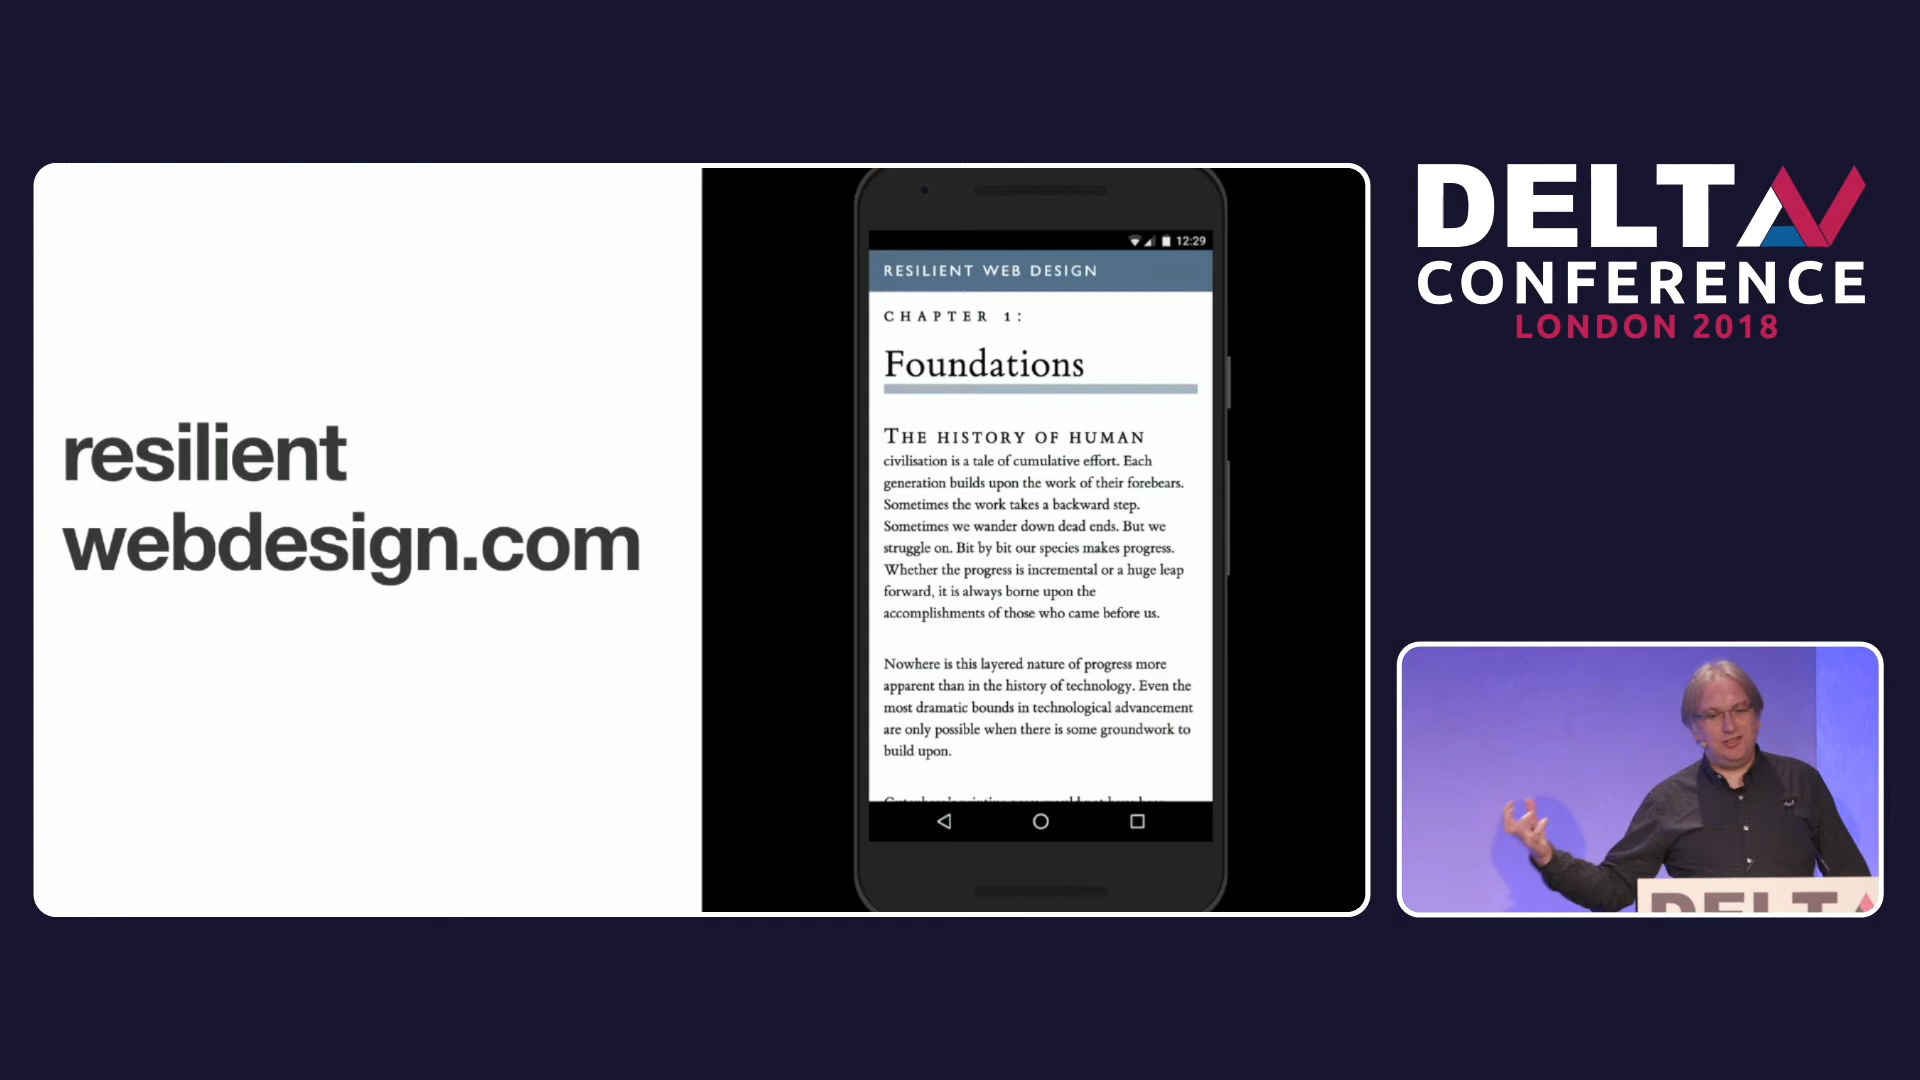 resilient
webdesign.com
12:29
RESILIENT WEB DESIGN
CHAPTER 1:
Foundations
THE HISTORY OF HUMAN
civilisation is a tale of cumulative effort. Each
generation builds upon the work of their forebears.
Sometimes the work takes a backward step.
Sometimes we wander down dead ends. But we
struggle on. Bit by bit our species makes progress.
Whether the progress is incremental or a huge leap
forward, it is always borne upon the
accomplishments of those who came before us.
Nowhere is this layered nature of progress more
apparent than in the history of technology. Even the
most dramatic bounds in technological advancement
are only possible when there is some groundwork to
build upon.
DELTA V
CONFERENCE
LONDON 2018
DELTA